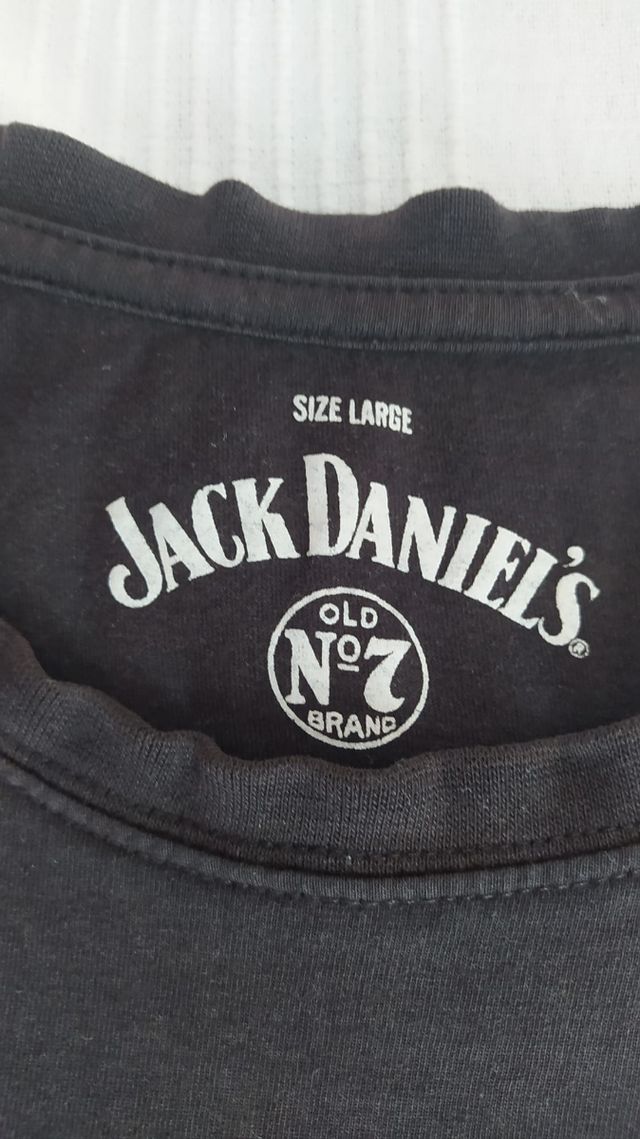 SIZE LARGE
JACK DANIEL'S®
OLD
Nº7
BRAND